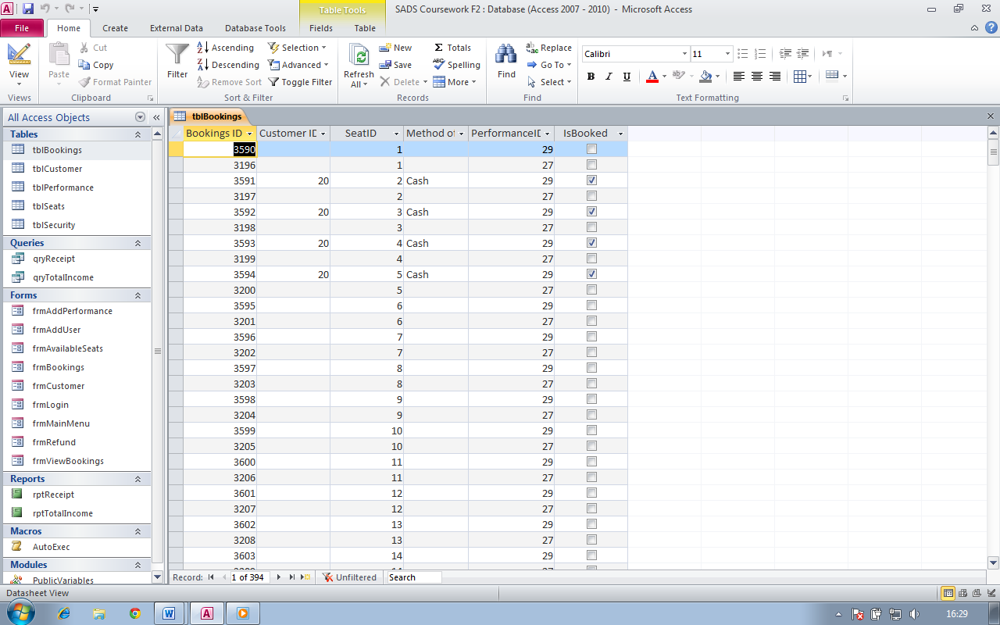 Table Tools
SADS Coursework F2 : Database (Access 2007 - 2010) - Microsoft Access
File Home Create External Data Database Tools Fields Table
View
Views
Paste
Cut
Copy
Format Painter
Clipboard
Filter
Ascending
Descending
Remove Sort
Selection
Advanced
Toggle Filter
Sort & Filter
Refresh
All
New
Save
Delete
Totals
Spelling
More
Records
Find
Replace
Go To
Select
Find
Calibri 11
B I U A
Text Formatting
All Access Objects
Tables
tblBookings
tblCustomer
tblPerformance
tblSeats
tblSecurity
Queries
qryReceipt
qryTotalIncome
Forms
frmAddPerformance
frmAddUser
frmAvailableSeats
frmBookings
frmCustomer
frmLogin
frmMainMenu
frmRefund
frmViewBookings
Reports
rptReceipt
rptTotalIncome
Macros
AutoExec
Modules
PublicVariables
tblBookings
Bookings ID Customer ID SeatID Method of PerformanceID IsBooked
3590 1 29
3196 1 27
3591 20 2 Cash 29
3197 2 27
3592 20 3 Cash 29
3198 3 27
3593 20 4 Cash 29
3199 4 27
3594 20 5 Cash 29
3200 5 27
3595 6 29
3201 6 27
3596 7 29
3202 7 27
3597 8 29
3203 8 27
3598 9 29
3204 9 27
3599 10 29
3205 10 27
3600 11 29
3206 11 27
3601 12 29
3207 12 27
3602 13 29
3208 13 27
3603 14 29
Record: 1 of 394 Unfiltered Search
Datasheet View
16:29